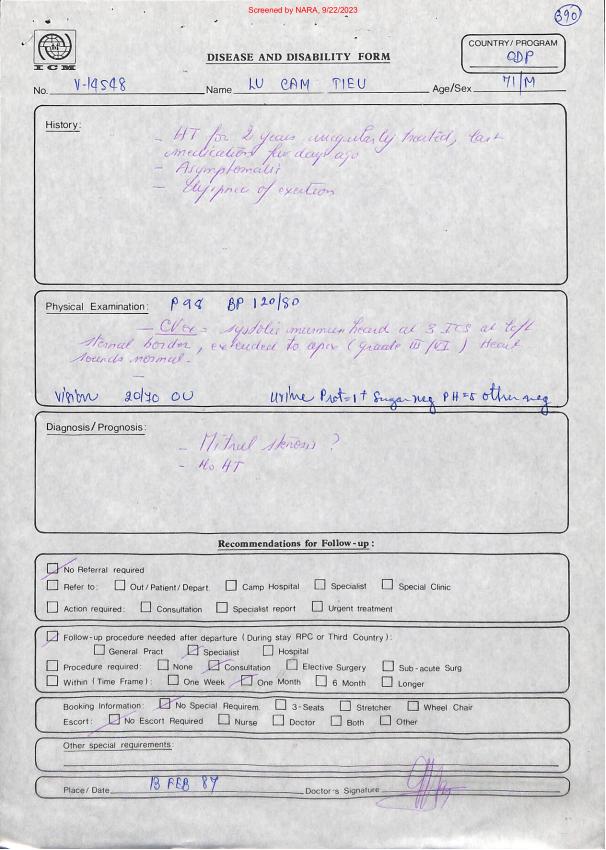 Screened by NARA, 9/22/2023
390
ICM
DISEASE AND DISABILITY FORM
COUNTRY/PROGRAM
ODP
No. V-14548 Name LU CAM TIEU Age/Sex 71/M
History:
- HT for 2 years irregularly treated, last
medication few days ago
- Asymptomatic
- Dyspnee of exertion
Physical Examination: P 98 BP 120/80
- CV ex = systolic murmur heard at 3 ICS at left
sternal border, extended to apex (grade III/VI) Heart
sounds normal.
Vision 20/70 OU Urine Prot=1+ Sugar neg PH=5 other neg
Diagnosis/Prognosis:
- Mitral stenosis ?
- Ho HT
Recommendations for Follow-up:
No Referral required
Refer to: Out/Patient/Depart. Camp Hospital Specialist Special Clinic
Action required: Consultation Specialist report Urgent treatment
Follow-up procedure needed after departure (During stay RPC or Third Country):
General Pract Specialist Hospital
Procedure required: None Consultation Elective Surgery Sub-acute Surg
Within (Time Frame): One Week One Month 6 Month Longer
Booking Information: No Special Requirem. 3-Seats Stretcher Wheel Chair
Escort: No Escort Required Nurse Doctor Both Other
Other special requirements:
Place/Date 13 FEB 87 Doctor's Signature